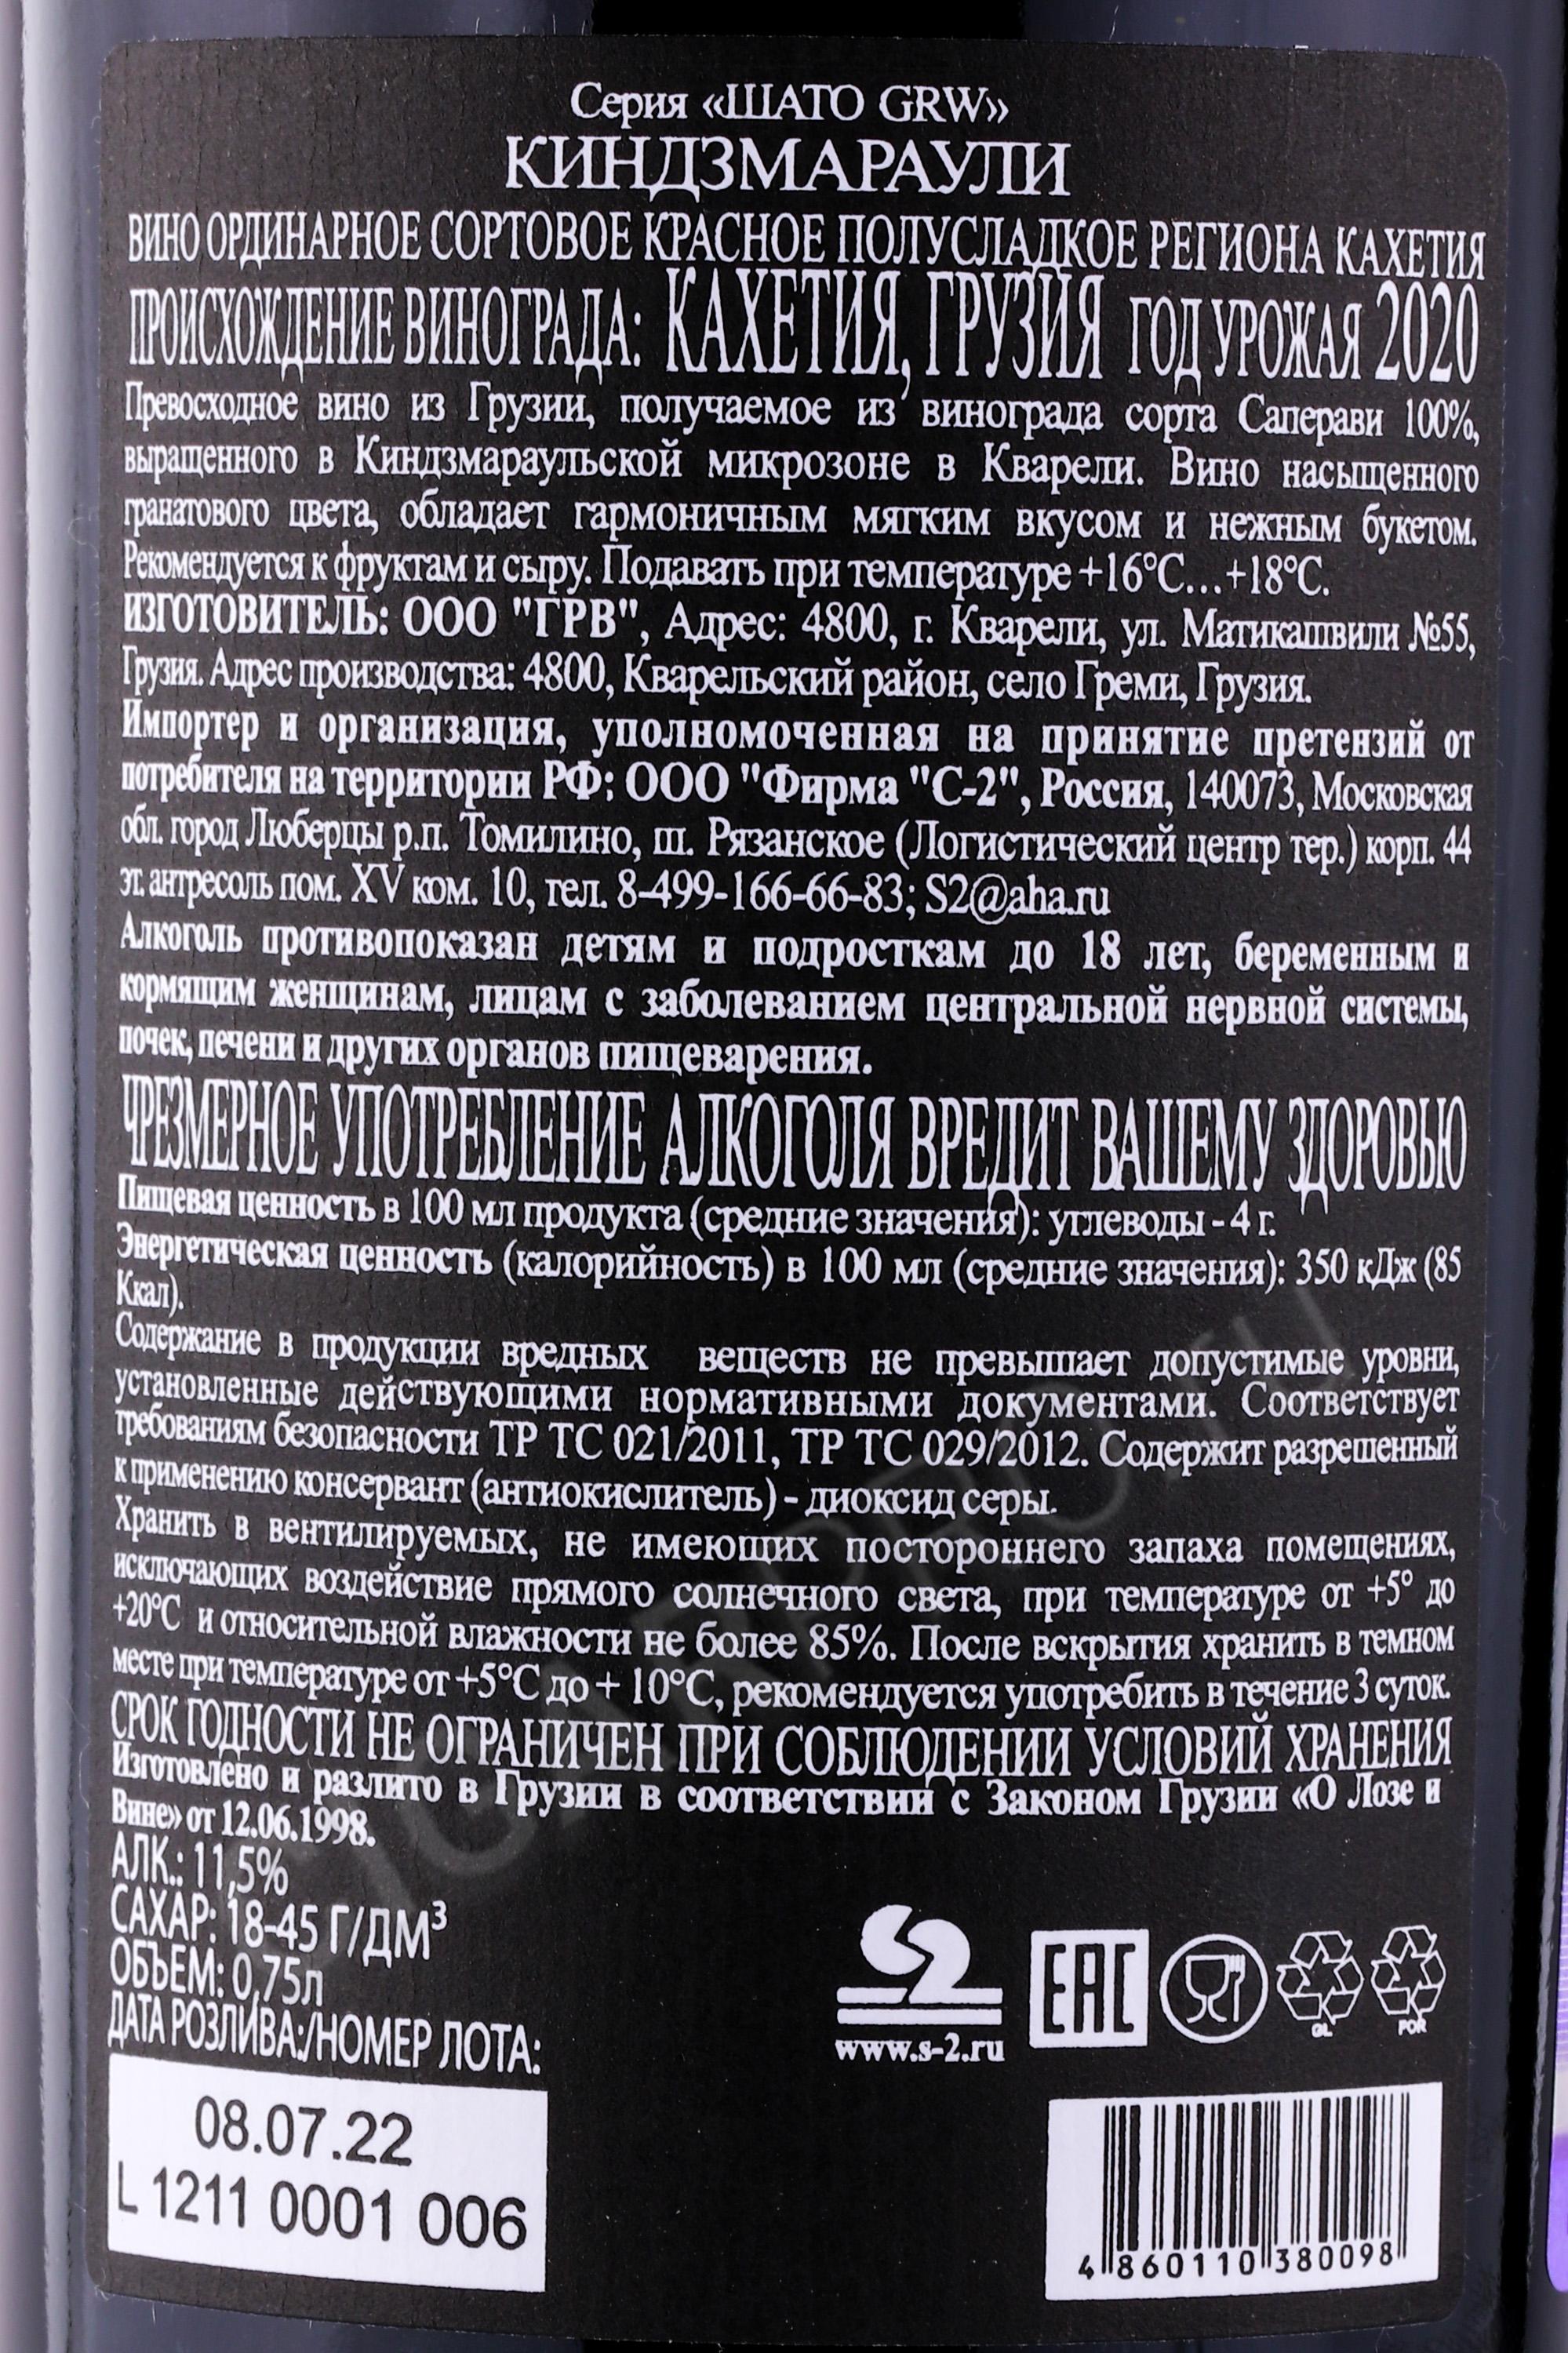 Серия «ШАТО GRW»
КИНДЗМАРАУЛИ
ВИНО ОРДИНАРНОЕ СОРТОВОЕ КРАСНОЕ ПОЛУСЛАДКОЕ РЕГИОНА КАХЕТИЯ
ПРОИСХОЖДЕНИЕ ВИНОГРАДА: КАХЕТИЯ, ГРУЗИЯ ГОД УРОЖАЯ 2020
Превосходное вино из Грузии, получаемое из винограда сорта Саперави 100%,
выращенного в Киндзмараульской микрозоне в Кварели. Вино насыщенного
гранатового цвета, обладает гармоничным мягким вкусом и нежным букетом.
Рекомендуется к фруктам и сыру. Подавать при температуре +16°С...+18°С.
ИЗГОТОВИТЕЛЬ: ООО "ГРВ", Адрес: 4800, г. Кварели, ул. Матикашвили №55,
Грузия. Адрес производства: 4800, Кварельский район, село Греми, Грузия.
Импортер и организация, уполномоченная на принятие претензий от
потребителя на территории РФ: ООО "Фирма "С-2", Россия, 140073, Московская
обл. город Люберцы р.п. Томилино, ш. Рязанское (Логистический центр тер.) корп. 44
эт. антресоль пом. XV ком. 10, тел. 8-499-166-66-83; S2@aha.ru
Алкоголь противопоказан детям и подросткам до 18 лет, беременным и
кормящим женщинам, лицам с заболеванием центральной нервной системы,
почек, печени и других органов пищеварения.
ЧРЕЗМЕРНОЕ УПОТРЕБЛЕНИЕ АЛКОГОЛЯ ВРЕДИТ ВАШЕМУ ЗДОРОВЬЮ
Пищевая ценность в 100 мл продукта (средние значения): углеводы - 4 г.
Энергетическая ценность (калорийность) в 100 мл (средние значения): 350 кДж (85
Ккал).
Содержание в продукции вредных веществ не превышает допустимые уровни,
установленные действующими нормативными документами. Соответствует
требованиям безопасности ТР ТС 021/2011, ТР ТС 029/2012. Содержит разрешенный
к применению консервант (антиокислитель) - диоксид серы.
Хранить в вентилируемых, не имеющих постороннего запаха помещениях,
исключающих воздействие прямого солнечного света, при температуре от +5° до
+20°С и относительной влажности не более 85%. После вскрытия хранить в темном
месте при температуре от +5°С до + 10°С, рекомендуется употребить в течение 3 суток.
СРОК ГОДНОСТИ НЕ ОГРАНИЧЕН ПРИ СОБЛЮДЕНИИ УСЛОВИЙ ХРАНЕНИЯ
Изготовлено и разлито в Грузии в соответствии с Законом Грузии «О Лозе и
Вине» от 12.06.1998.
АЛК.: 11,5%
САХАР: 18-45 Г/ДМ³
ОБЪЕМ: 0,75л
ДАТА РОЗЛИВА:/НОМЕР ЛОТА:
08.07.22
L 1211 0001 006
S2
www.s-2.ru
EAC
GL
FOR
4 860110 380098